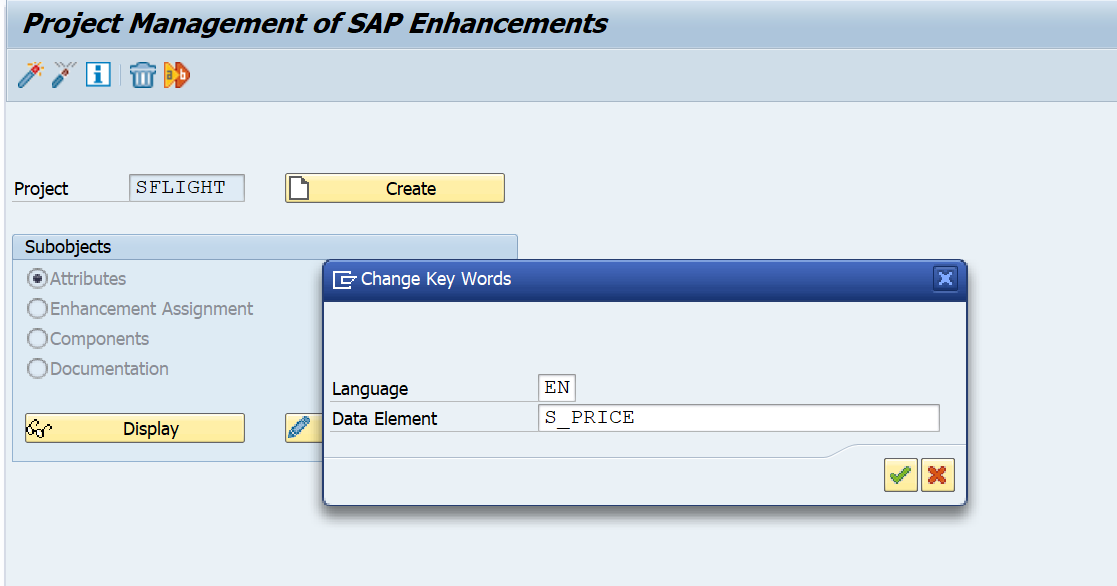 Project Management of SAP Enhancements
Project SFLIGHT Create
Subobjects
Attributes
Enhancement Assignment
Components
Documentation
Display
Change Key Words
Language EN
Data Element S_PRICE